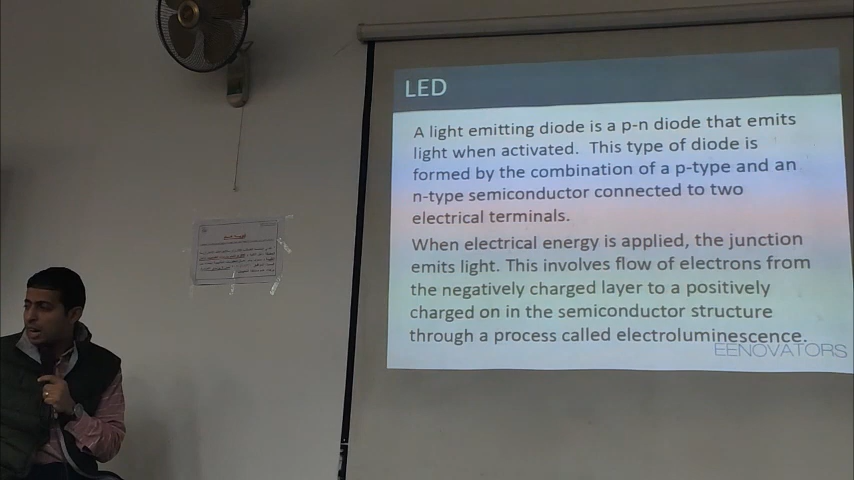 LED
A light emitting diode is a p-n diode that emits
light when activated. This type of diode is
formed by the combination of a p-type and an
n-type semiconductor connected to two
electrical terminals.
When electrical energy is applied, the junction
emits light. This involves flow of electrons from
the negatively charged layer to a positively
charged on in the semiconductor structure
through a process called electroluminescence.
EENOVATORS